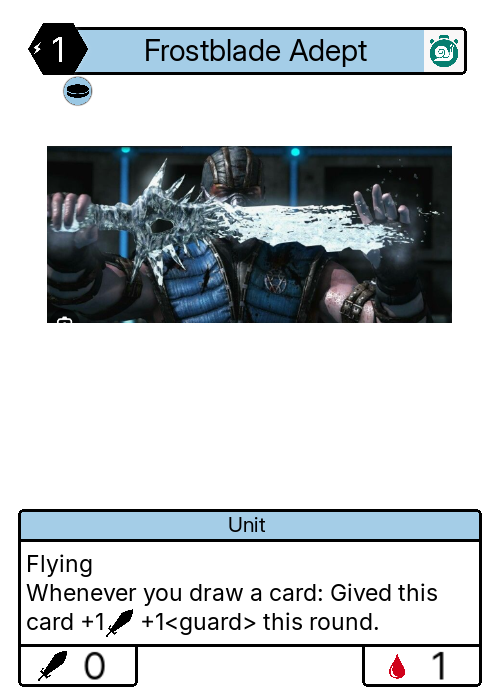 1
Frostblade Adept
Unit
Flying
Whenever you draw a card: Gived this
card +1 +1<guard> this round.
0
1